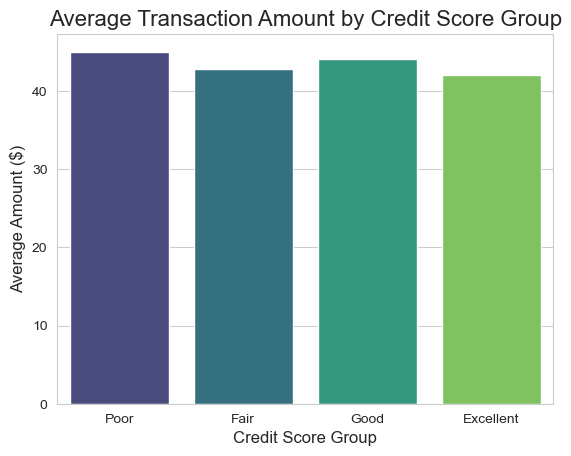 Average Transaction Amount by Credit Score Group
Average Amount ($)
40
30
20
10
0
Poor Fair Good Excellent
Credit Score Group